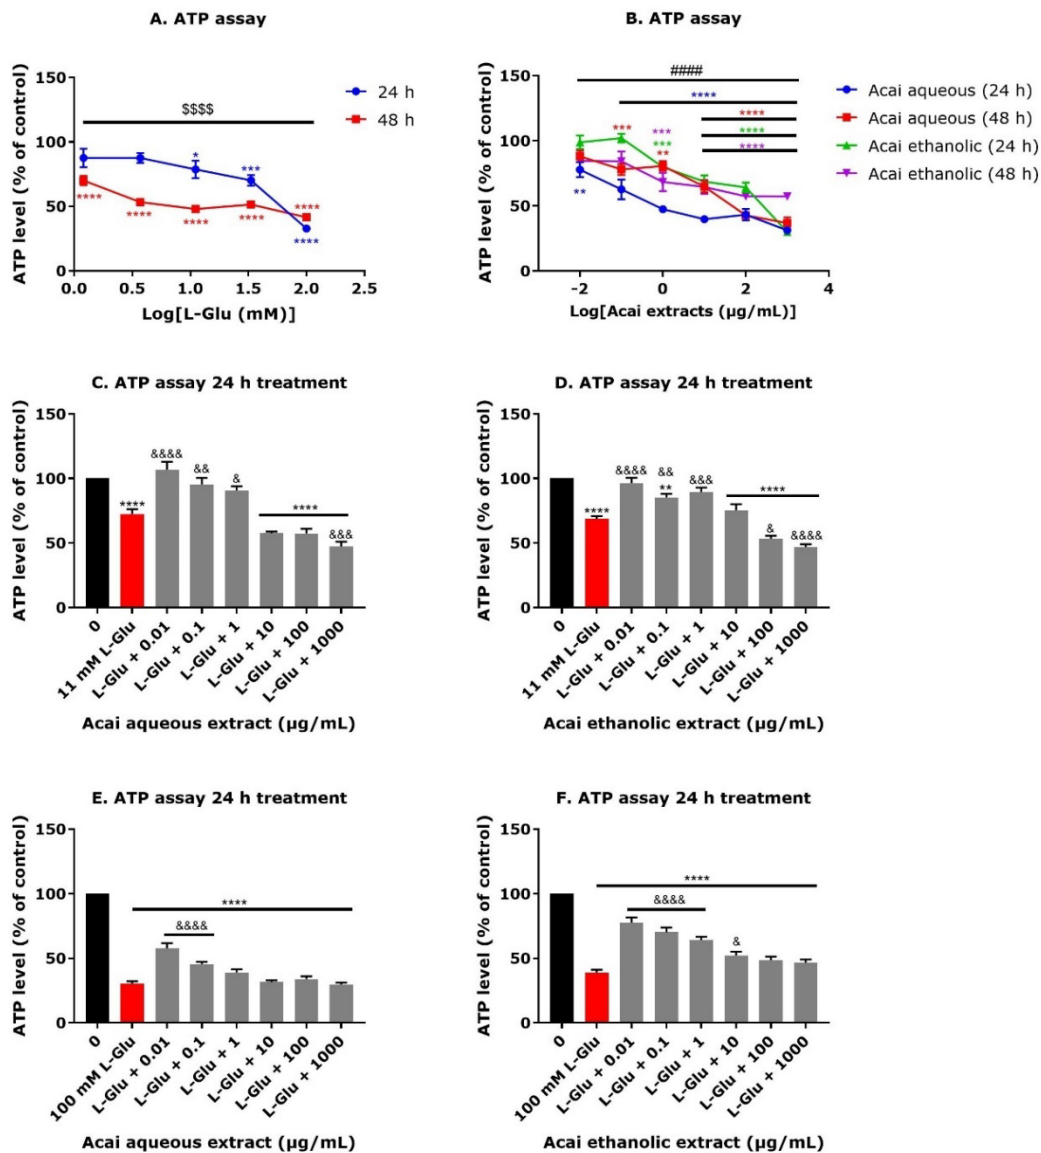 A. ATP assay
ATP level (% of control)
150
100
50
0
$$$$
*
***
****
****
****
****
****
****
0.0 0.5 1.0 1.5 2.0 2.5
Log[L-Glu (mM)]
24 h
48 h
B. ATP assay
ATP level (% of control)
150
100
50
0
####
****
****
****
****
***
***
***
**
**
-2 0 2 4
Log[Acai extracts (µg/mL)]
Acai aqueous (24 h)
Acai aqueous (48 h)
Acai ethanolic (24 h)
Acai ethanolic (48 h)
C. ATP assay 24 h treatment
ATP level (% of control)
150
100
50
0
****
&&&&
&&
&
****
&&&
0
11 mM L-Glu
L-Glu + 0.01
L-Glu + 0.1
L-Glu + 1
L-Glu + 10
L-Glu + 100
L-Glu + 1000
Acai aqueous extract (µg/mL)
D. ATP assay 24 h treatment
ATP level (% of control)
150
100
50
0
****
&&&&
&&
**
&&&
****
&
&&&&
0
11 mM L-Glu
L-Glu + 0.01
L-Glu + 0.1
L-Glu + 1
L-Glu + 10
L-Glu + 100
L-Glu + 1000
Acai ethanolic extract (µg/mL)
E. ATP assay 24 h treatment
ATP level (% of control)
150
100
50
0
****
&&&&
0
100 mM L-Glu
L-Glu + 0.01
L-Glu + 0.1
L-Glu + 1
L-Glu + 10
L-Glu + 100
L-Glu + 1000
Acai aqueous extract (µg/mL)
F. ATP assay 24 h treatment
ATP level (% of control)
150
100
50
0
****
&&&&
&
0
100 mM L-Glu
L-Glu + 0.01
L-Glu + 0.1
L-Glu + 1
L-Glu + 10
L-Glu + 100
L-Glu + 1000
Acai ethanolic extract (µg/mL)